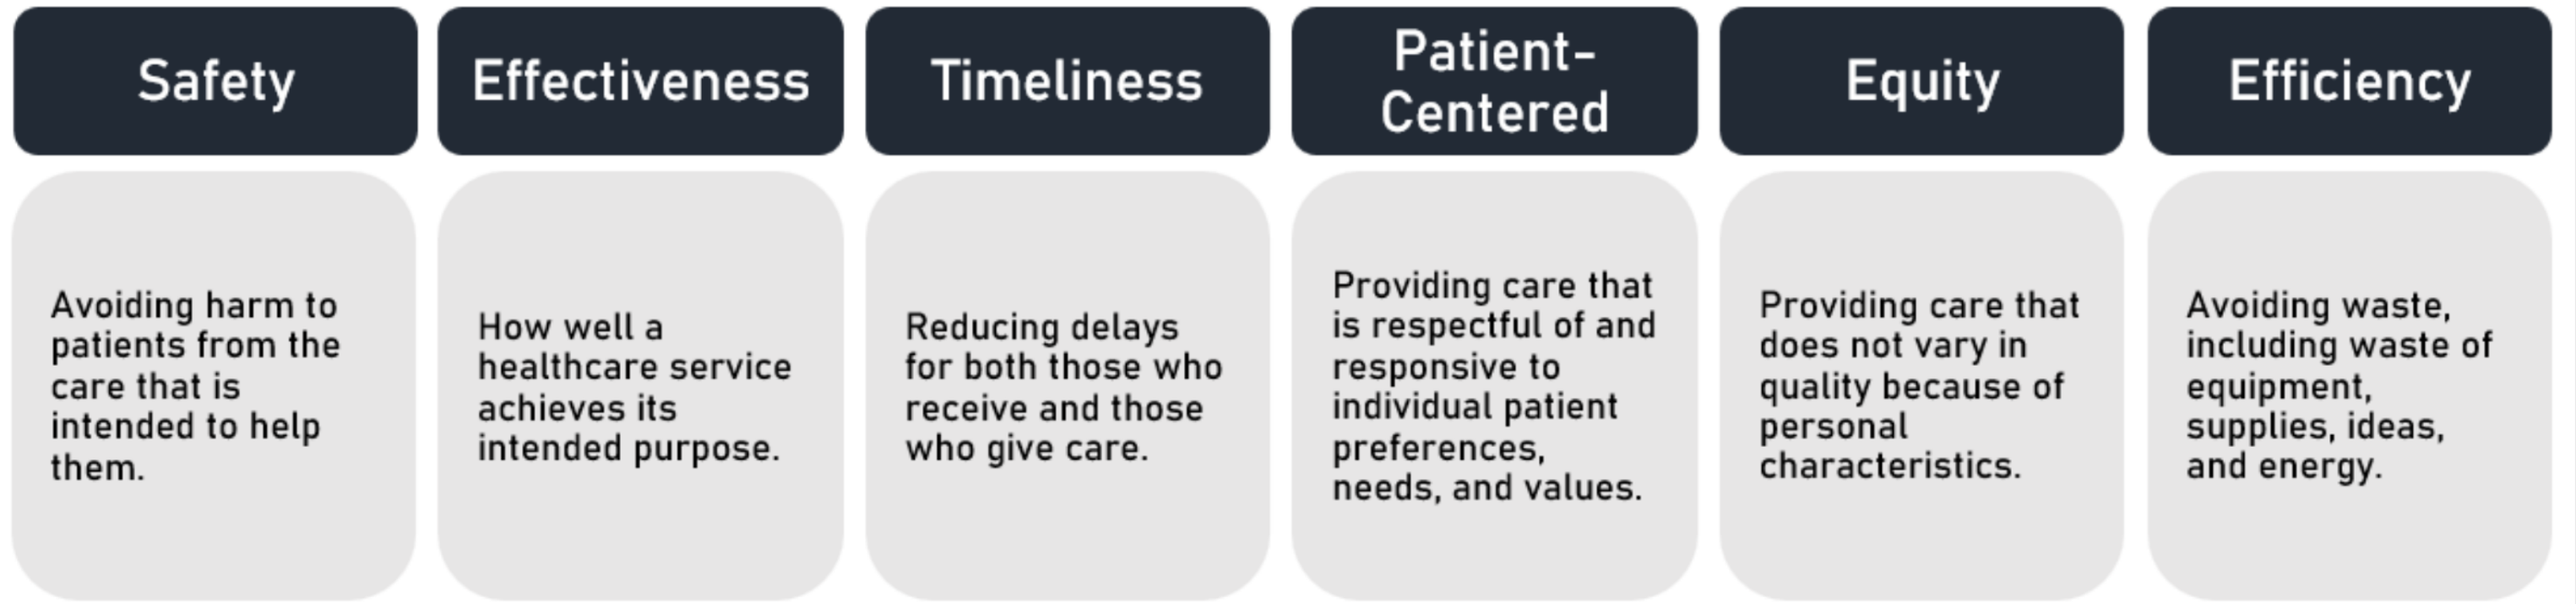 Safety
Avoiding harm to
patients from the
care that is
intended to help
them.
Effectiveness
How well a
healthcare service
achieves its
intended purpose.
Timeliness
Reducing delays
for both those who
receive and those
who give care.
Patient-
Centered
Providing care that
is respectful of and
responsive to
individual patient
preferences,
needs, and values.
Equity
Providing care that
does not vary in
quality because of
personal
characteristics.
Efficiency
Avoiding waste,
including waste of
equipment,
supplies, ideas,
and energy.